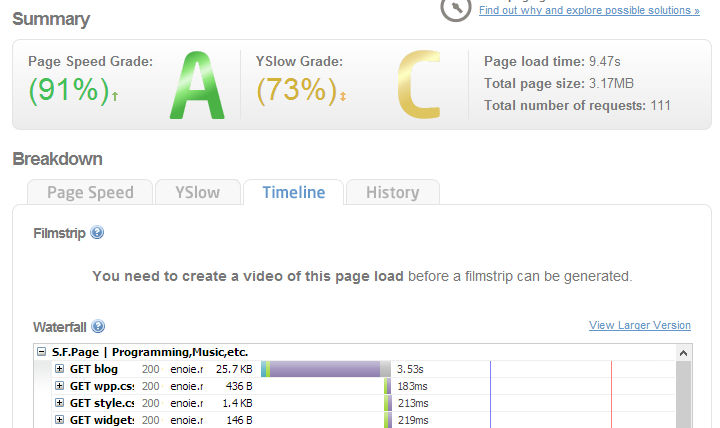 Summary
Find out why and explore possible solutions »
Page Speed Grade:
(91%)↑ A
YSlow Grade:
(73%)↕ C
Page load time: 9.47s
Total page size: 3.17MB
Total number of requests: 111
Breakdown
Page Speed YSlow Timeline History
Filmstrip ?
You need to create a video of this page load before a filmstrip can be generated.
Waterfall ? View Larger Version
S.F.Page | Programming,Music,etc.
GET blog 200 enoie.r 25.7 KB 3.53s
GET wpp.cs 200 enoie.r 436 B 183ms
GET style.cs 200 enoie.r 1.4 KB 213ms
GET widget 200 enoie.r 146 B 219ms